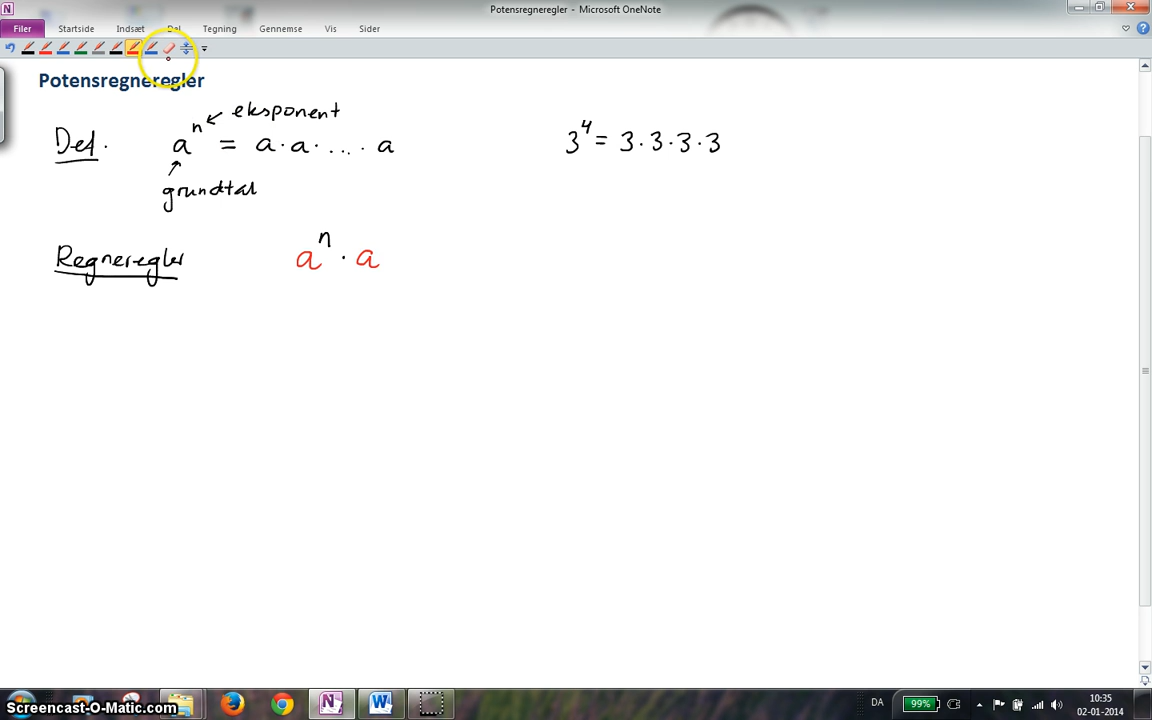 Potensregneregler - Microsoft OneNote
Filer Startside Indsæt Del Tegning Gennemse Vis Sider
Potensregneregler
eksponent
Def. aⁿ = a · a · .... · a 3⁴ = 3 · 3 · 3 · 3
grundtal
Regneregler aⁿ · a
Screencast-O-Matic.com DA 99% 10:35
02-01-2014